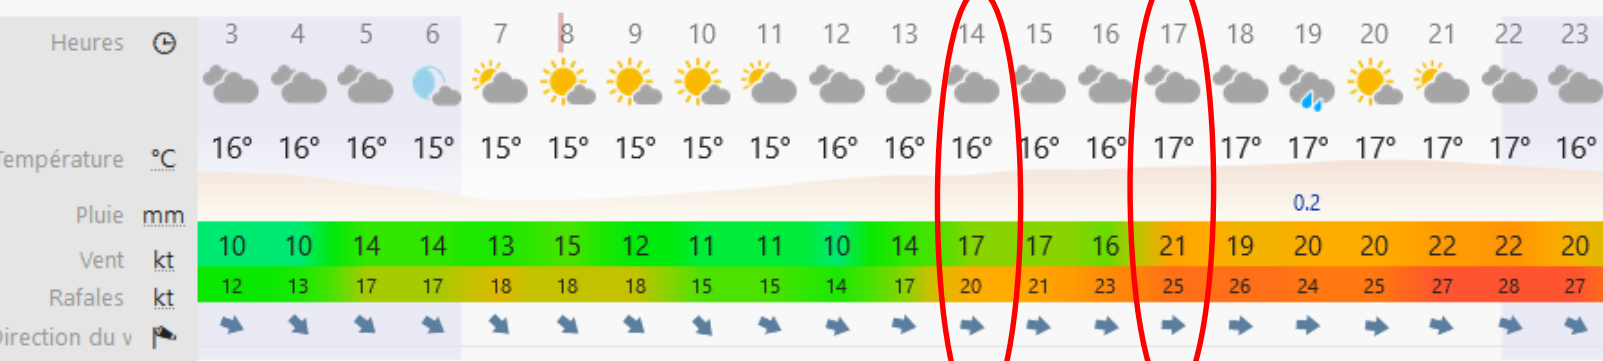 Heures 3 4 5 6 7 8 9 10 11 12 13 14 15 16 17 18 19 20 21 22 23
Température °C 16° 16° 16° 15° 15° 15° 15° 15° 15° 16° 16° 16° 16° 16° 17° 17° 17° 17° 17° 17° 16°
Pluie mm 0.2
Vent kt 10 10 14 14 13 15 12 11 11 10 14 17 17 16 21 19 20 20 22 22 20
Rafales kt 12 13 17 17 18 18 18 15 15 14 17 20 21 23 25 26 24 25 27 28 27
Direction du v